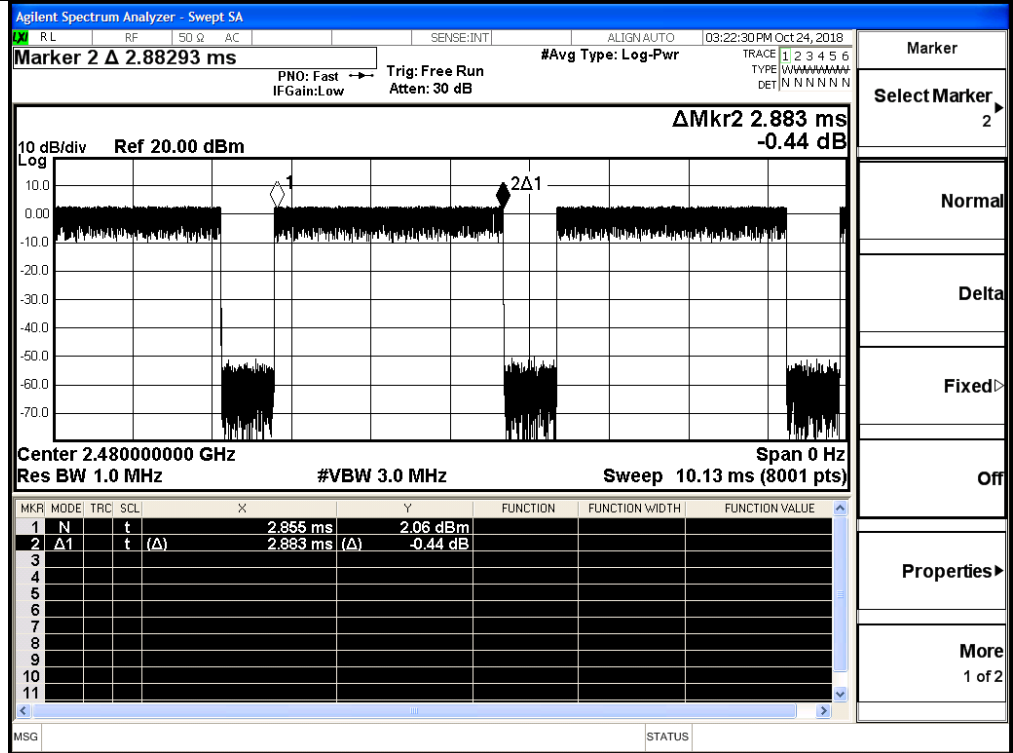 Agilent Spectrum Analyzer - Swept SA
LXI RL RF 50 Ω AC SENSE:INT ALIGN AUTO 03:22:30 PM Oct 24, 2018
Marker 2 Δ 2.88293 ms
PNO: Fast
IFGain:Low
Trig: Free Run
Atten: 30 dB
#Avg Type: Log-Pwr
TRACE 1 2 3 4 5 6
TYPE
DET N N N N N N
ΔMkr2 2.883 ms
-0.44 dB
10 dB/div Ref 20.00 dBm
Log
10.0
0.00
-10.0
-20.0
-30.0
-40.0
-50.0
-60.0
-70.0
1
2Δ1
Center 2.480000000 GHz Span 0 Hz
Res BW 1.0 MHz #VBW 3.0 MHz Sweep 10.13 ms (8001 pts)
MKR MODE TRC SCL X Y FUNCTION FUNCTION WIDTH FUNCTION VALUE
1 N t 2.855 ms 2.06 dBm
2 Δ1 t (Δ) 2.883 ms (Δ) -0.44 dB
3
4
5
6
7
8
9
10
11
MSG STATUS
Marker
Select Marker
2
Normal
Delta
Fixed
Off
Properties
More
1 of 2